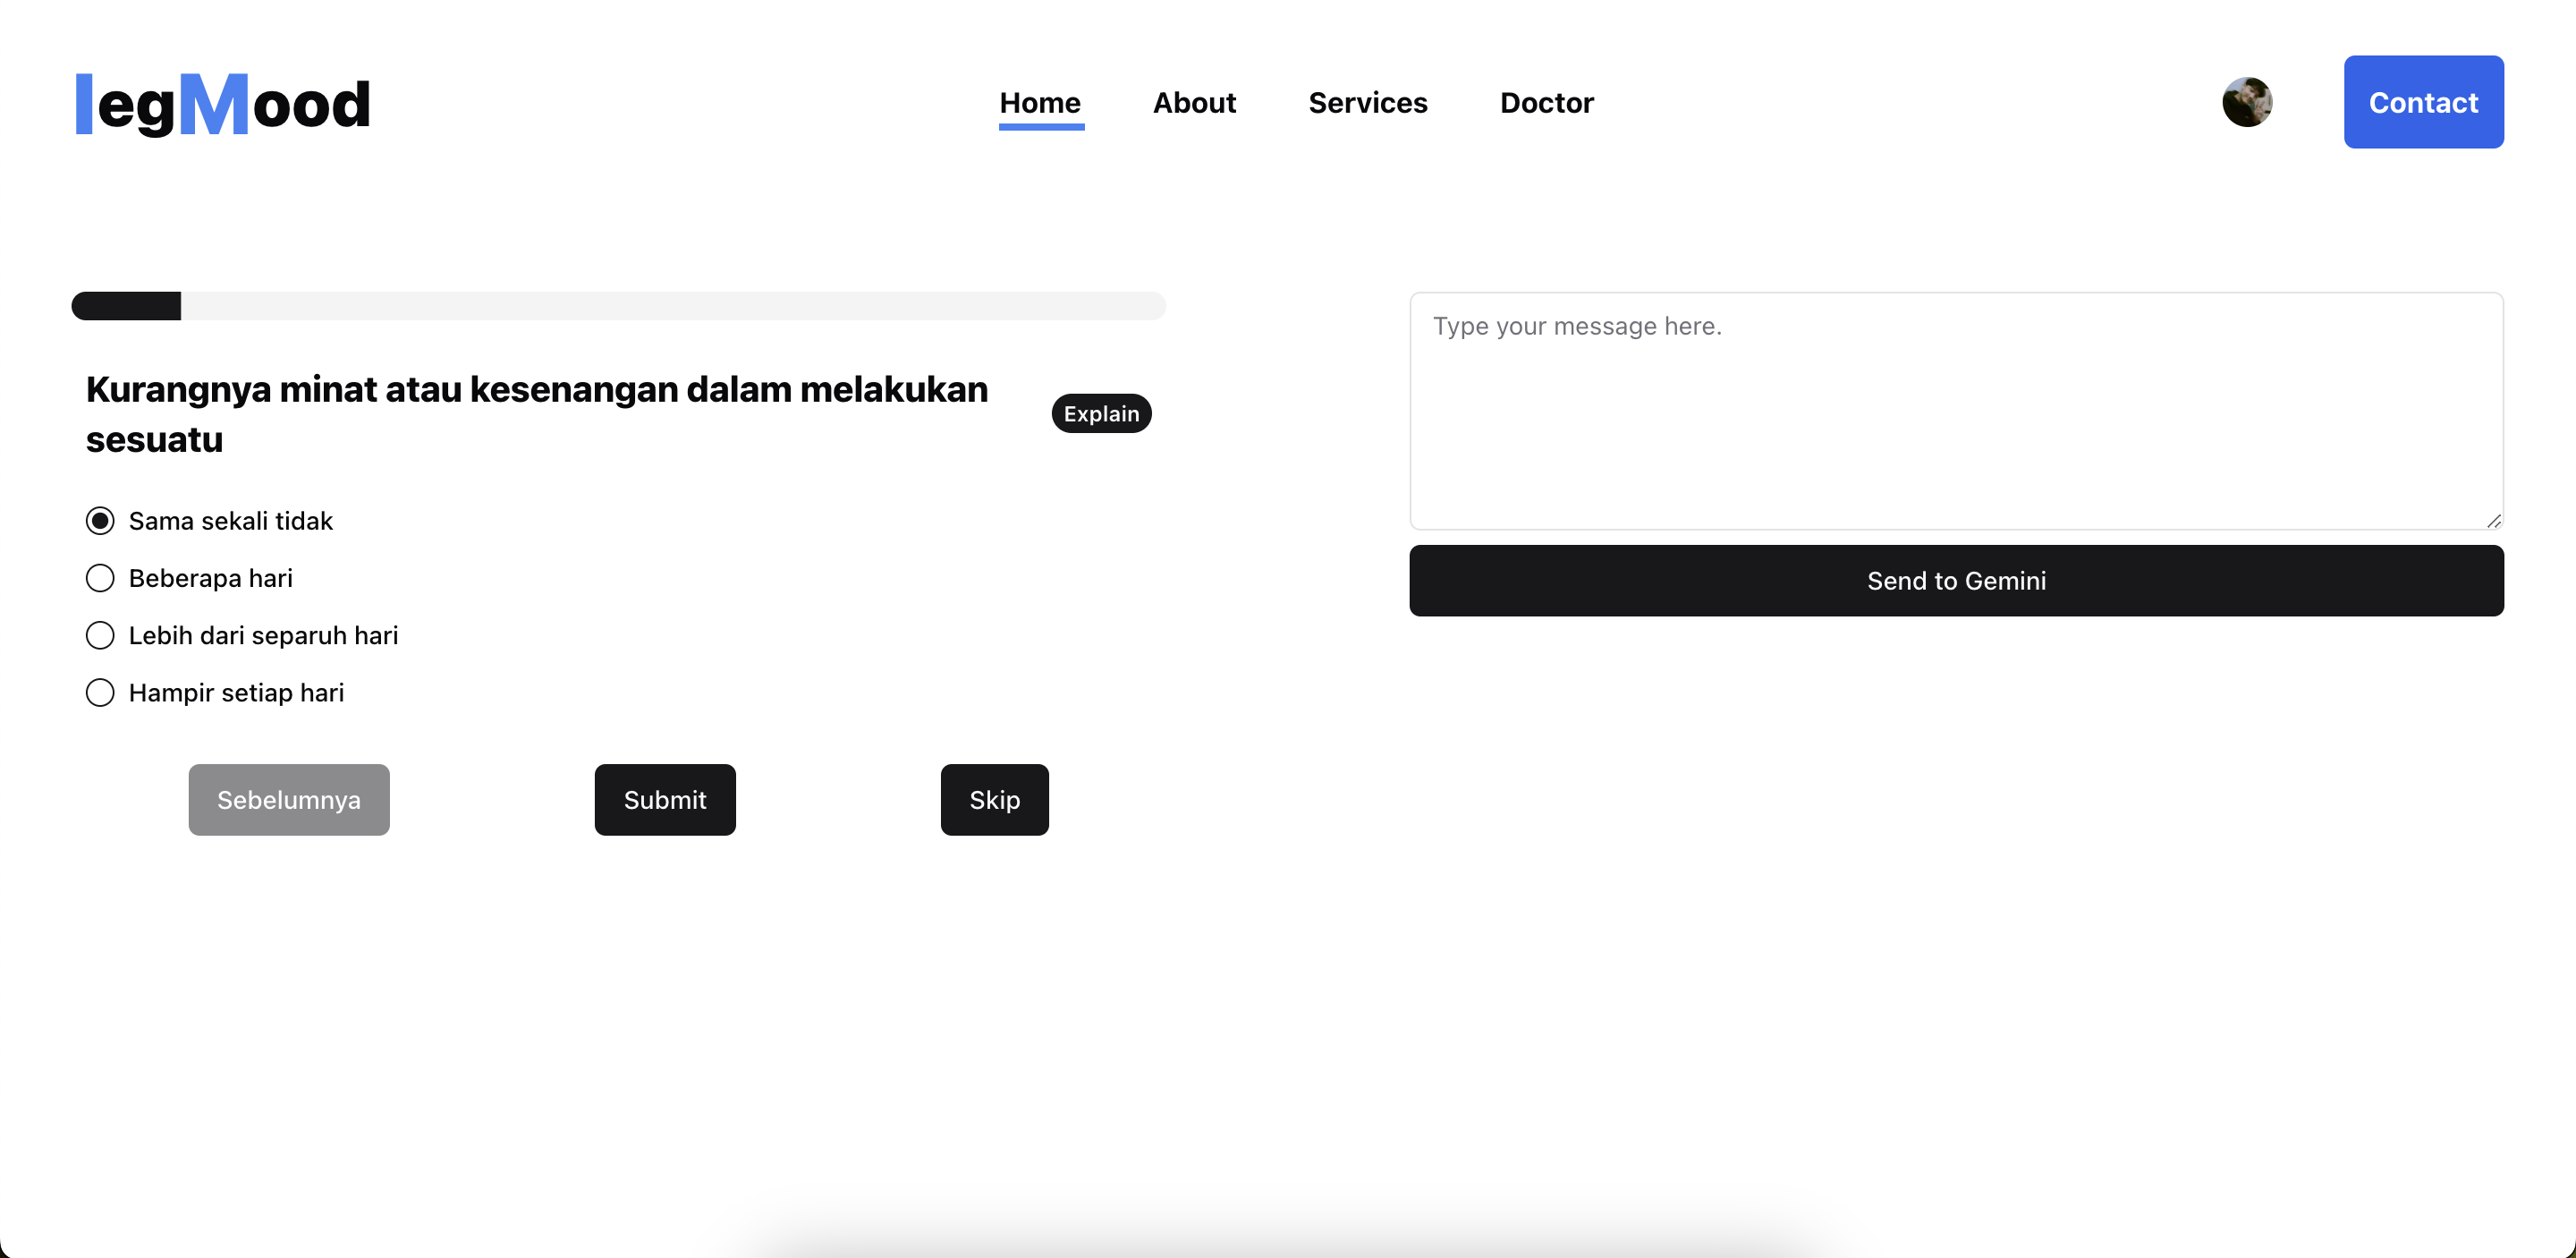 legMood
Home
About
Services
Doctor
Contact
Kurangnya minat atau kesenangan dalam melakukan
sesuatu
Explain
Sama sekali tidak
Beberapa hari
Lebih dari separuh hari
Hampir setiap hari
Sebelumnya
Submit
Skip
Type your message here.
Send to Gemini